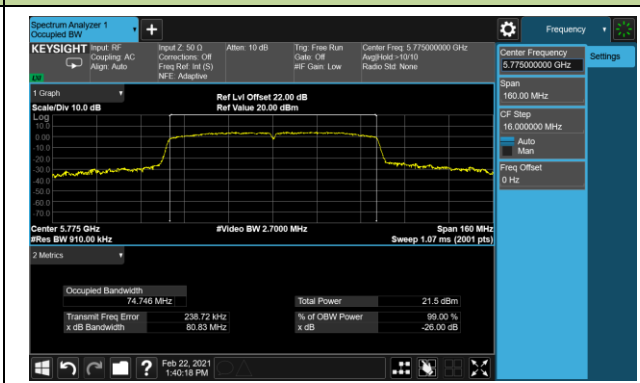 Spectrum Analyzer 1
Occupied BW
Frequency
KEYSIGHT
Input: RF
Coupling: AC
Align: Auto
Input Z: 50 Ω
Corrections: Off
Freq Ref: Int (S)
NFE: Adaptive
Atten: 10 dB
Trig: Free Run
Gate: Off
#IF Gain: Low
Center Freq: 5.775000000 GHz
Avg|Hold:>10/10
Radio Std: None
Center Frequency
5.775000000 GHz
Settings
Span
160.00 MHz
CF Step
16.000000 MHz
Auto
Man
Freq Offset
0 Hz
1 Graph
Scale/Div 10.0 dB
Ref Lvl Offset 22.00 dB
Ref Value 20.00 dBm
Log
10.0
0.00
-10.0
-20.0
-30.0
-40.0
-50.0
-60.0
-70.0
Center 5.775 GHz
#Res BW 910.00 kHz
#Video BW 2.7000 MHz
Span 160 MHz
Sweep 1.07 ms (2001 pts)
2 Metrics
Occupied Bandwidth
74.746 MHz
Total Power 21.5 dBm
Transmit Freq Error 238.72 kHz
% of OBW Power 99.00 %
x dB Bandwidth 80.83 MHz
x dB -26.00 dB
?
Feb 22, 2021
1:40:18 PM